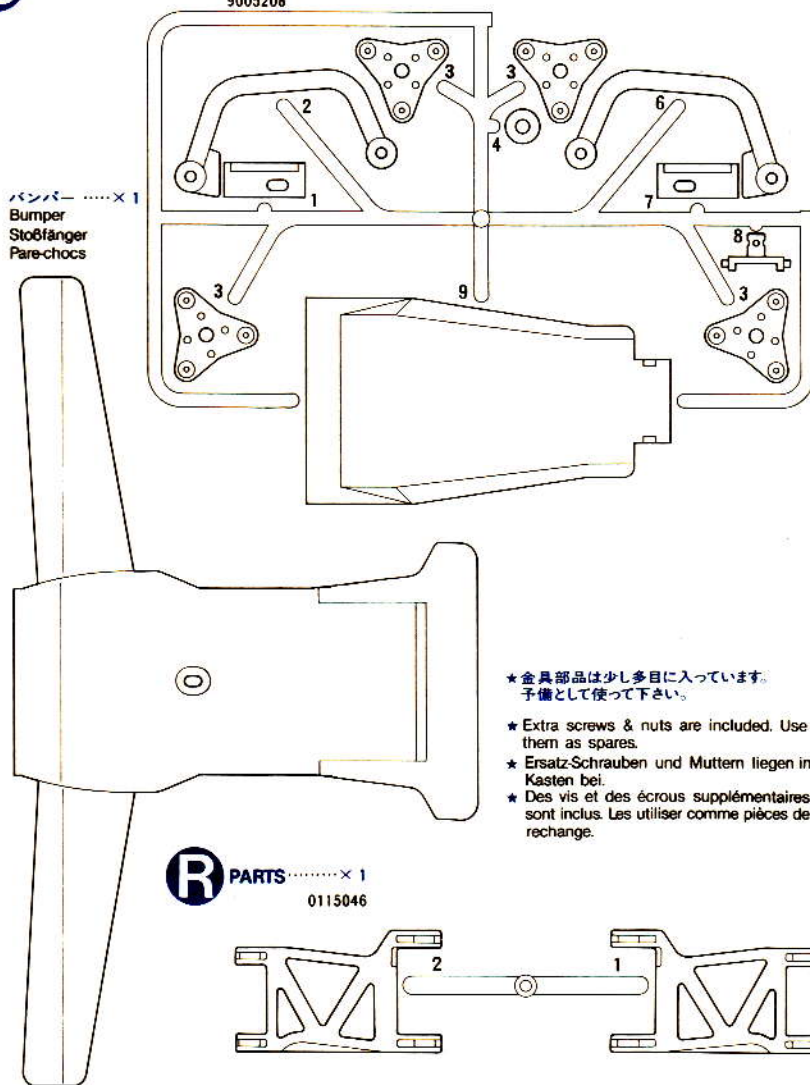 9005208
3
3
2
6
4
1
7
8
バンパー ‥‥‥× 1
Bumper
Stoßfänger
Pare-chocs
3
9
3
★金具部品は少し多目に入っています。
予備として使って下さい。
★ Extra screws & nuts are included. Use
them as spares.
★ Ersatz-Schrauben und Muttern liegen in
Kasten bei.
★ Des vis et des écrous supplémentaires
sont inclus. Les utiliser comme pièces de
rechange.
R PARTS ‥‥‥‥‥ × 1
0115046
2
1